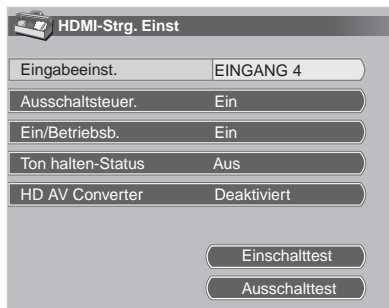 HDMI-Strg. Einst
Eingabeeinst. EINGANG 4
Ausschaltsteuer. Ein
Ein/Betriebsb. Ein
Ton halten-Status Aus
HD AV Converter Deaktiviert
Einschalttest
Ausschalttest